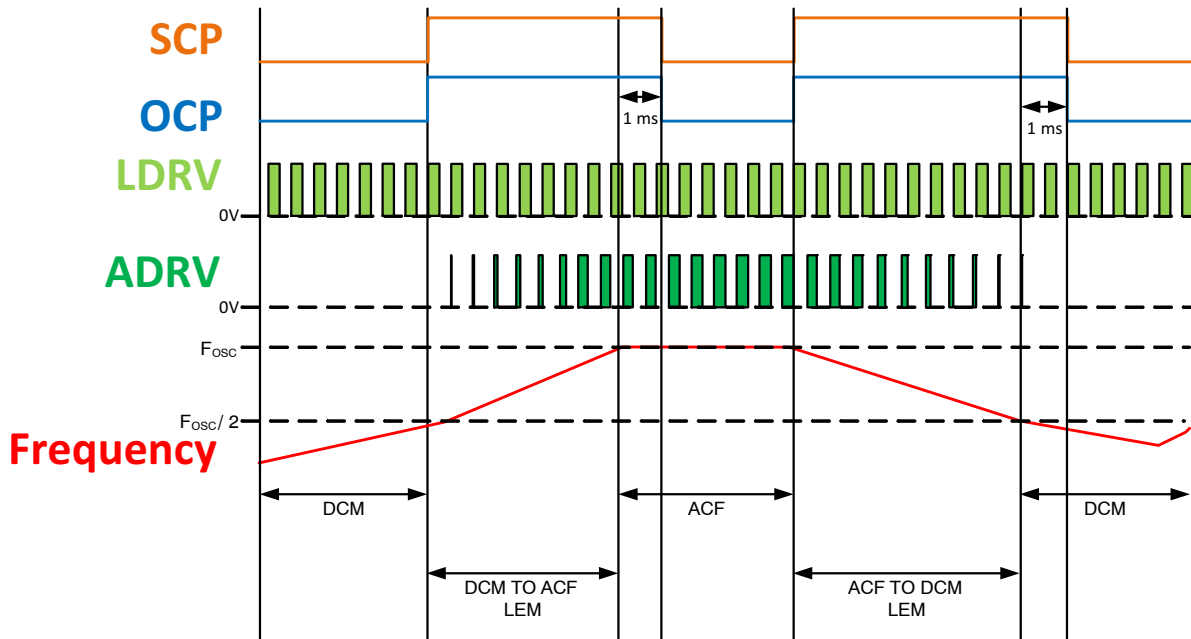 SCP
OCP
1 ms
1 ms
LDRV
0V
ADRV
0V
FOSC
FOSC/ 2
Frequency
DCM
ACF
DCM
DCM TO ACF
LEM
ACF TO DCM
LEM